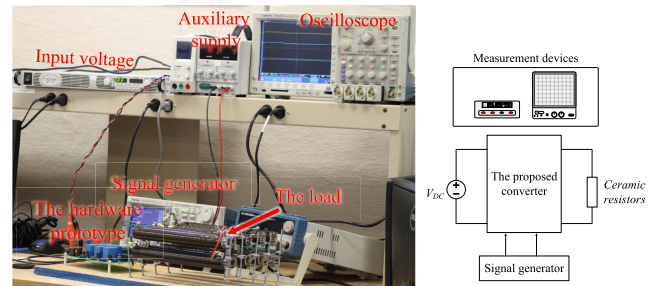 Auxiliary
supply
Oscilloscope
Input voltage
Signal generator
The load
The hardware
prototype
Measurement devices
V_DC
The proposed
converter
Ceramic
resistors
Signal generator